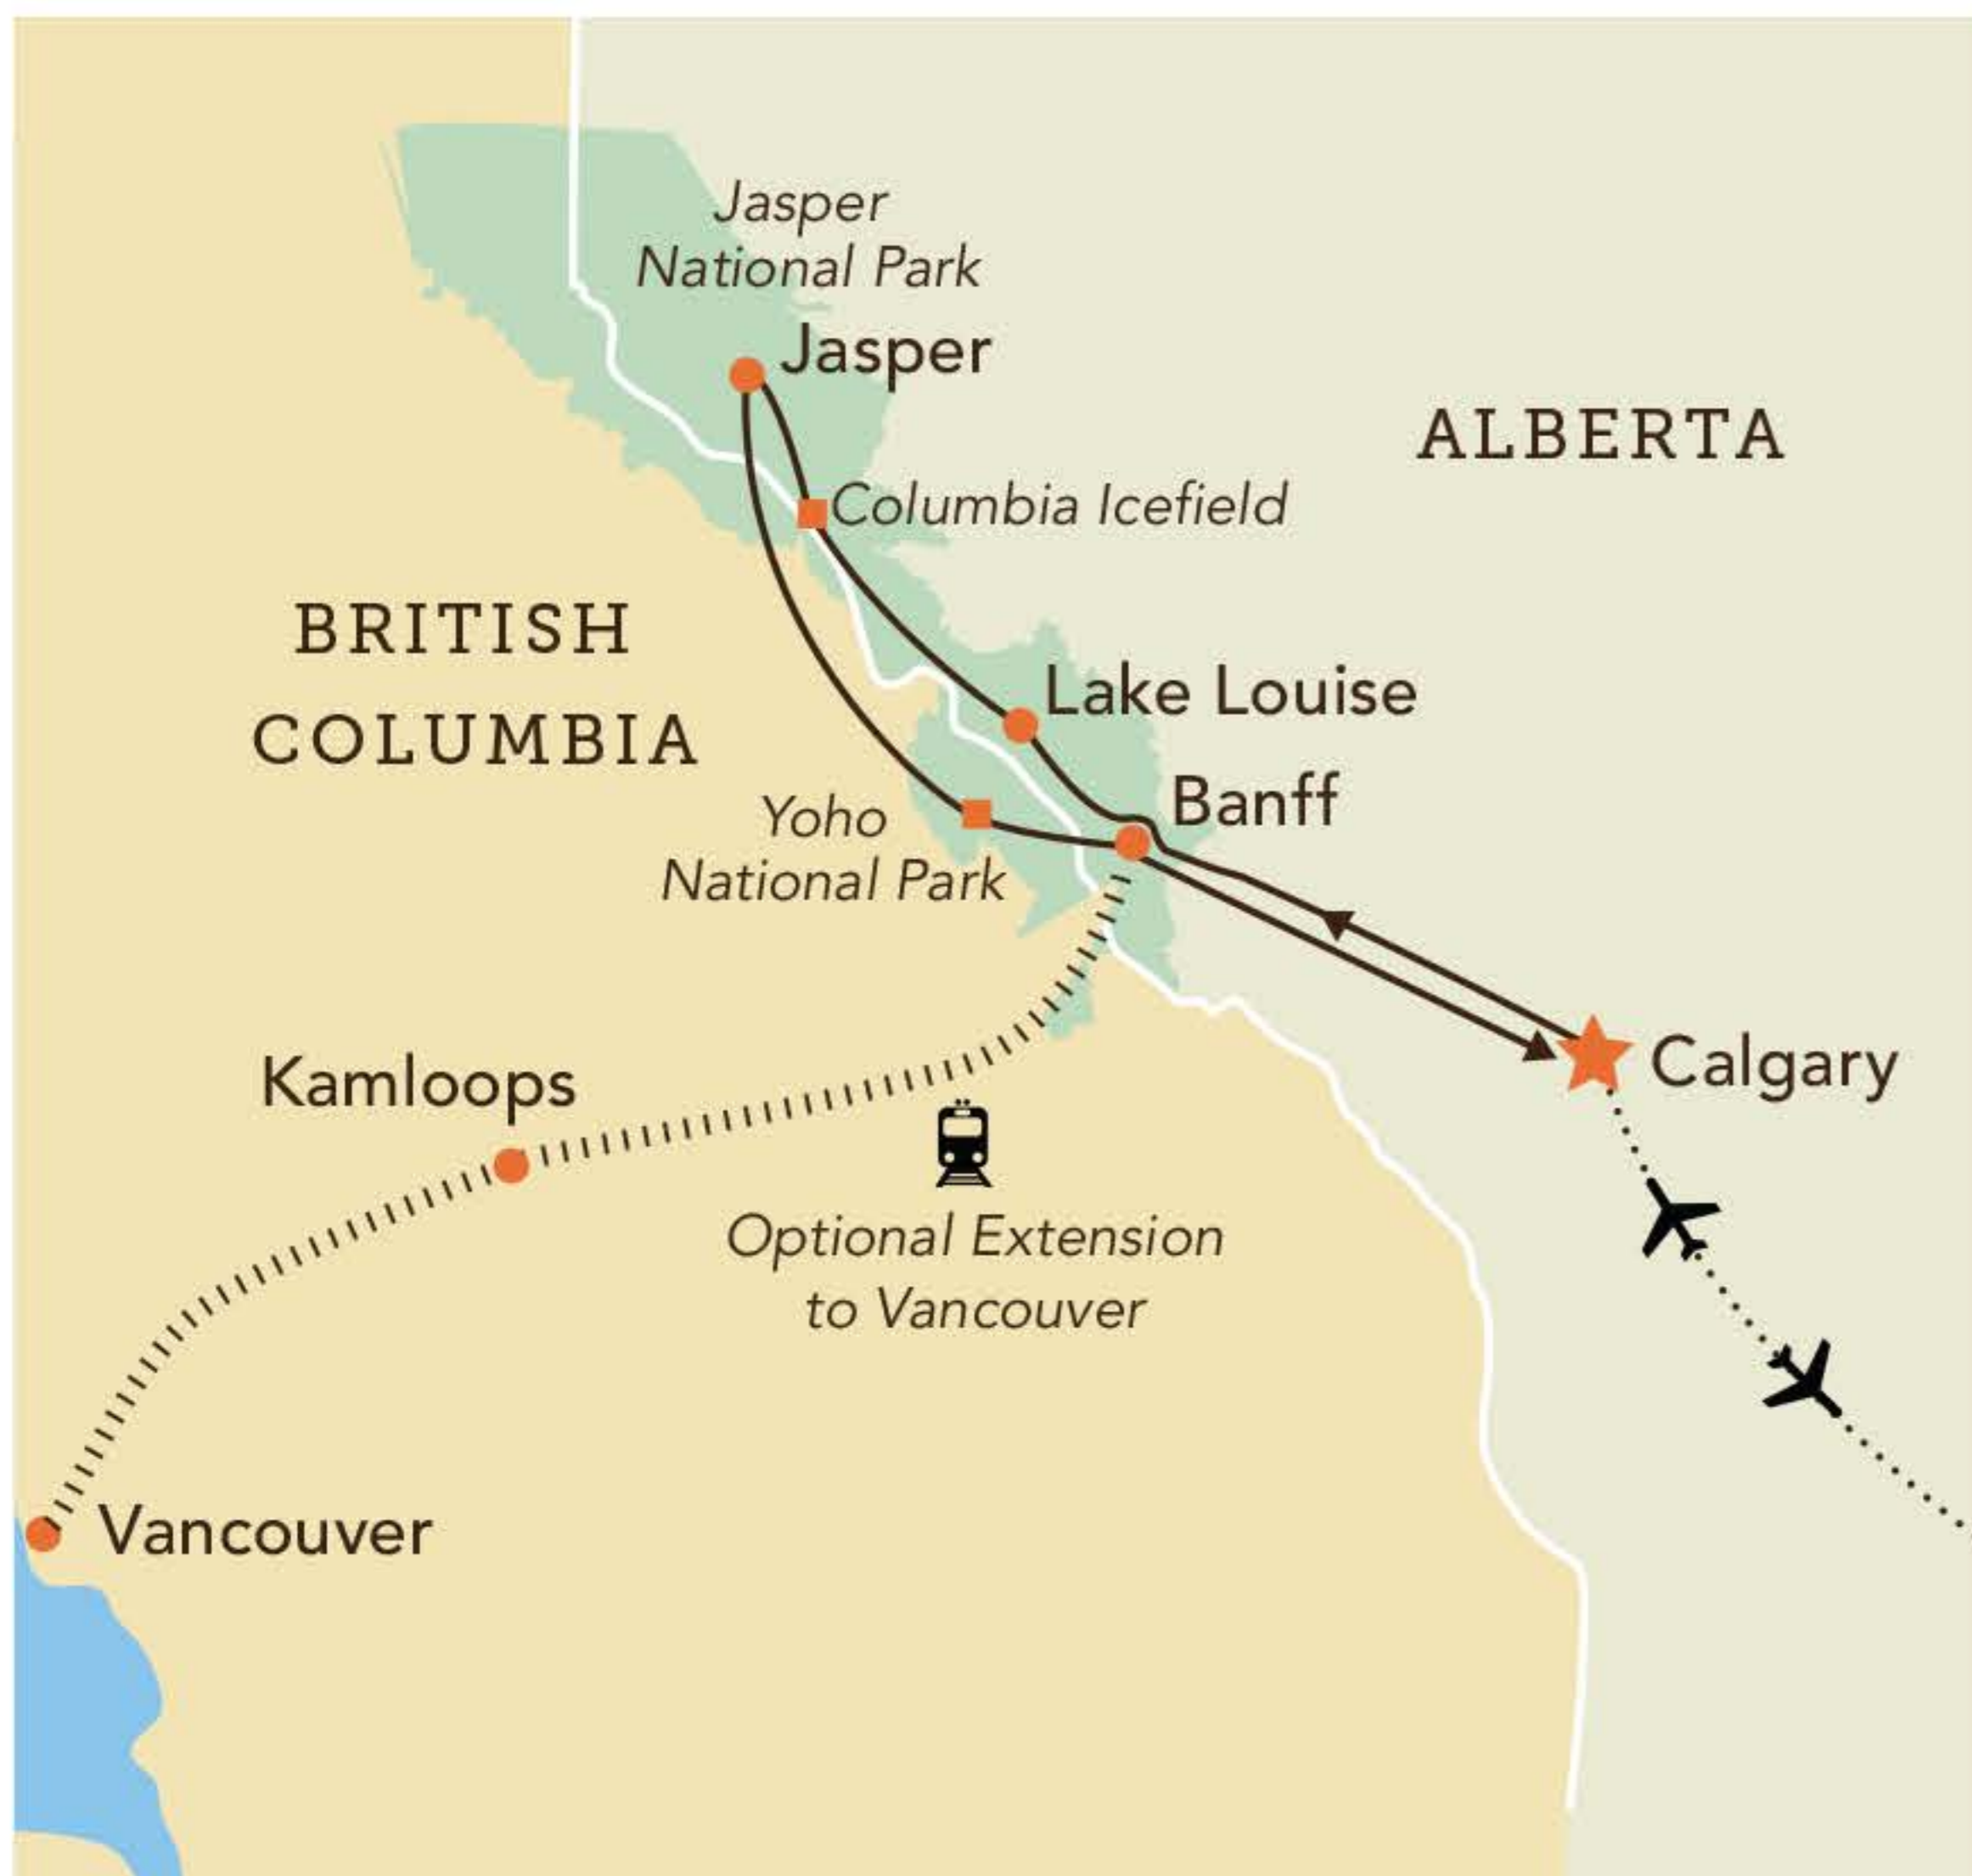 Jasper
National Park
Jasper
ALBERTA
Columbia Icefield
BRITISH
COLUMBIA
Lake Louise
Banff
Yoho
National Park
Calgary
Kamloops
Optional Extension
to Vancouver
Vancouver